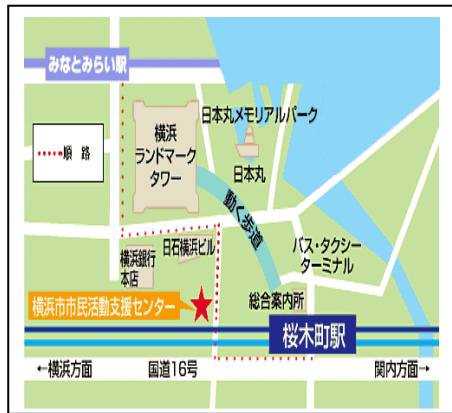 みなとみらい駅
順路
横浜
ランドマーク
タワー
日本丸メモリアルパーク
日本丸
動く歩道
バス・タクシー
ターミナル
日石横浜ビル
横浜銀行
本店
総合案内所
横浜市市民活動支援センター
桜木町駅
←横浜方面
国道16号
関内方面→